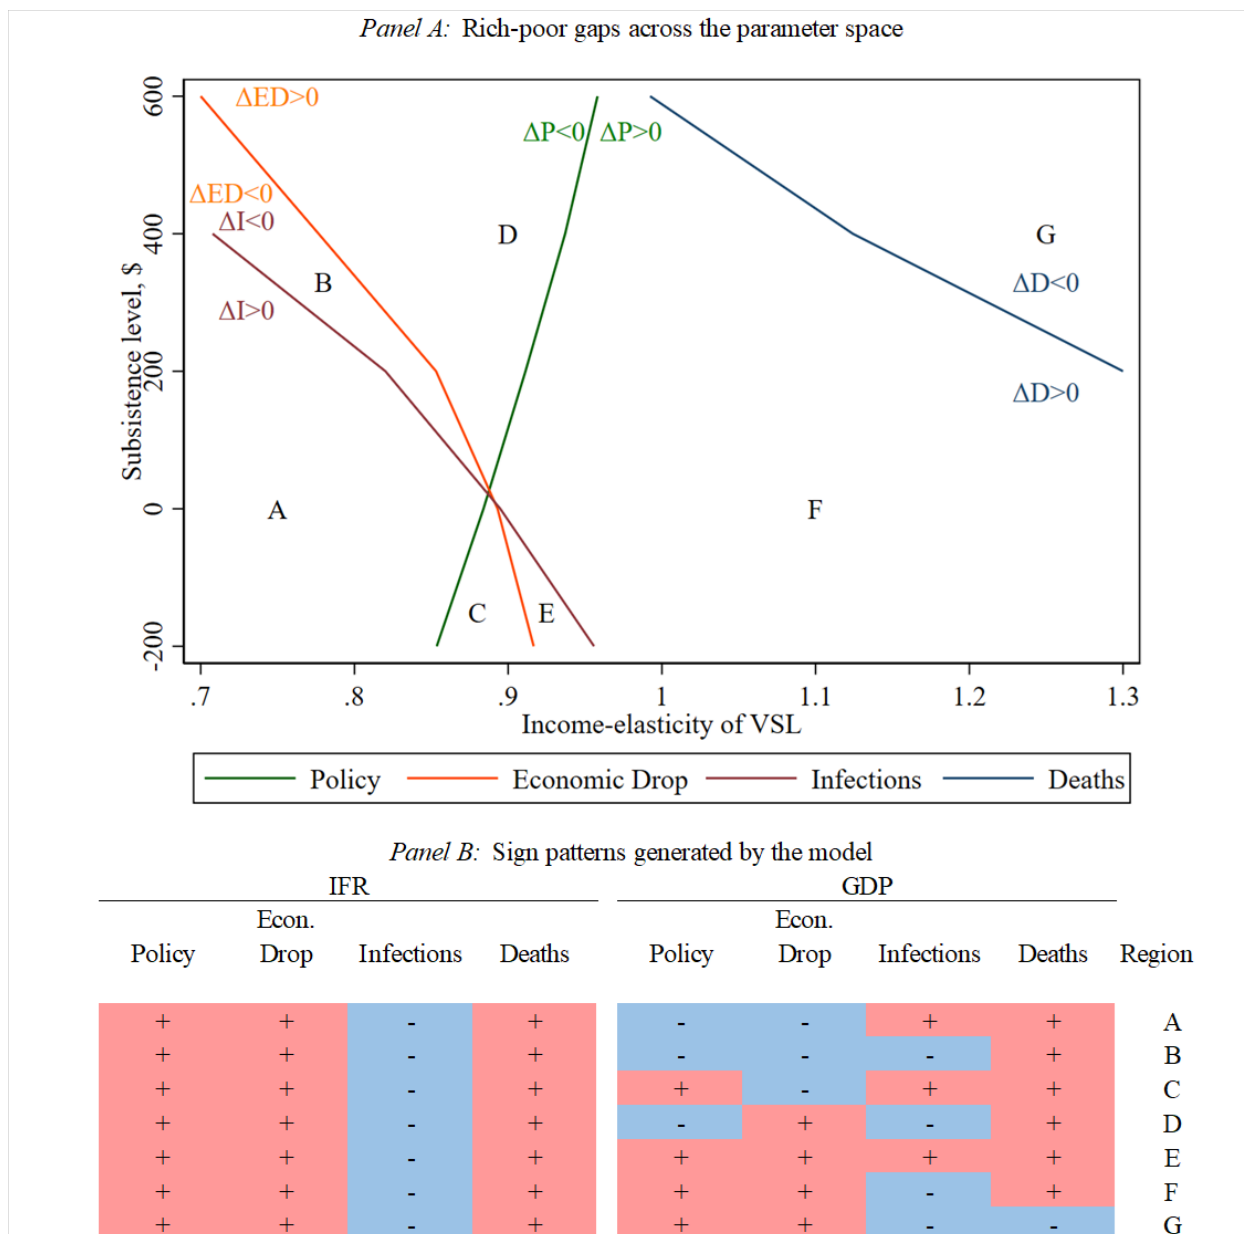 Panel A: Rich-poor gaps across the parameter space
600
ΔED>0
ΔP<0 ΔP>0
ΔED<0
ΔI<0
400
D
G
B
ΔD<0
ΔI>0
Subsistence level, $
200
ΔD>0
0
A
F
C
E
-200
.7 .8 .9 1 1.1 1.2 1.3
Income-elasticity of VSL
Policy Economic Drop Infections Deaths
Panel B: Sign patterns generated by the model
IFR GDP
Econ. Econ.
Policy Drop Infections Deaths Policy Drop Infections Deaths Region
+ + - + - - + + A
+ + - + - - - + B
+ + - + + - + + C
+ + - + - + - + D
+ + - + + + + + E
+ + - + + + - + F
+ + - + + + - - G